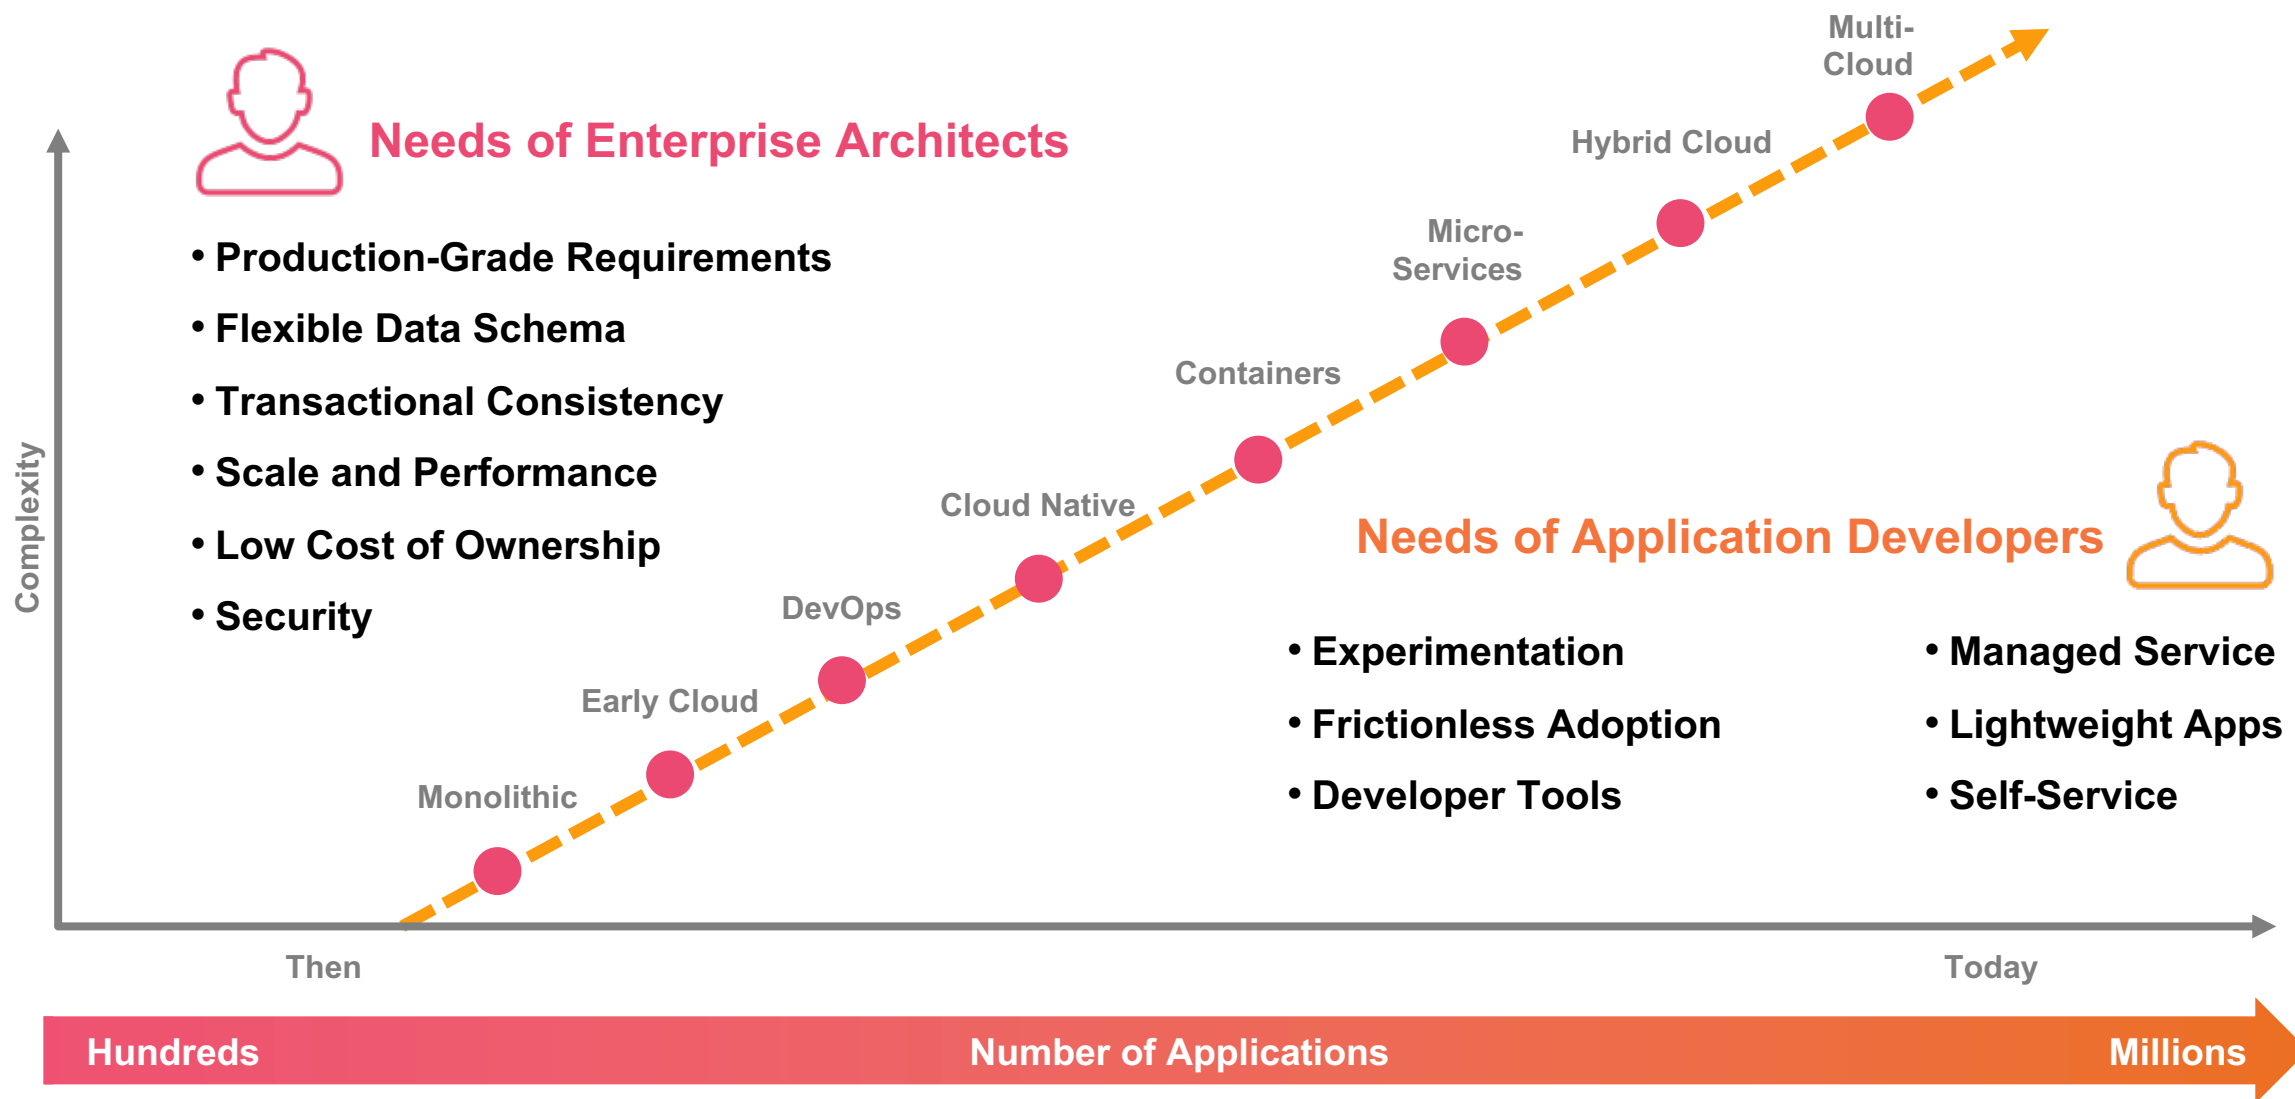 Needs of Enterprise Architects
• Production-Grade Requirements
• Flexible Data Schema
• Transactional Consistency
• Scale and Performance
• Low Cost of Ownership
• Security
Complexity
Monolithic
Early Cloud
DevOps
Cloud Native
Containers
Micro-
Services
Hybrid Cloud
Multi-
Cloud
Needs of Application Developers
• Experimentation
• Frictionless Adoption
• Developer Tools
• Managed Service
• Lightweight Apps
• Self-Service
Then
Today
Hundreds
Number of Applications
Millions